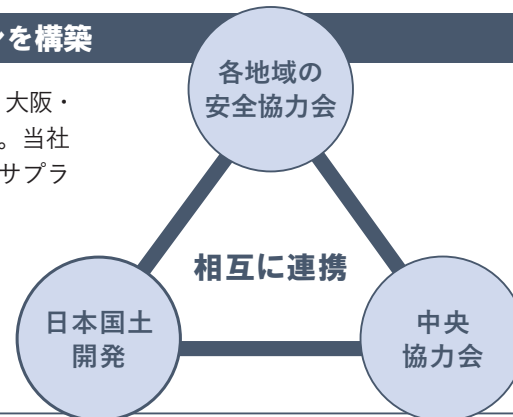 ンを構築
大阪・
。当社
サプラ
各地域の
安全協力会
相互に連携
日本国土
開発
中央
協力会